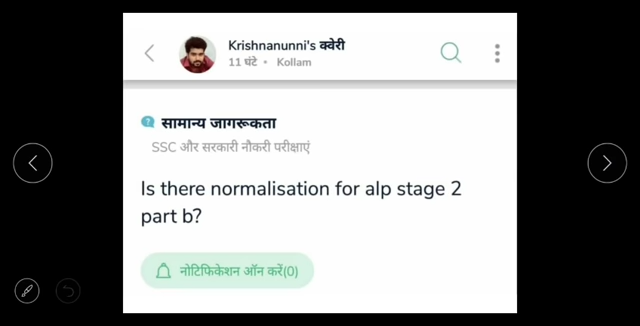 Krishnanunni's क्वेरी
11 घंटे • Kollam
सामान्य जागरूकता
SSC और सरकारी नौकरी परीक्षाएं
Is there normalisation for alp stage 2
part b?
नोटिफिकेशन ऑन करें(0)